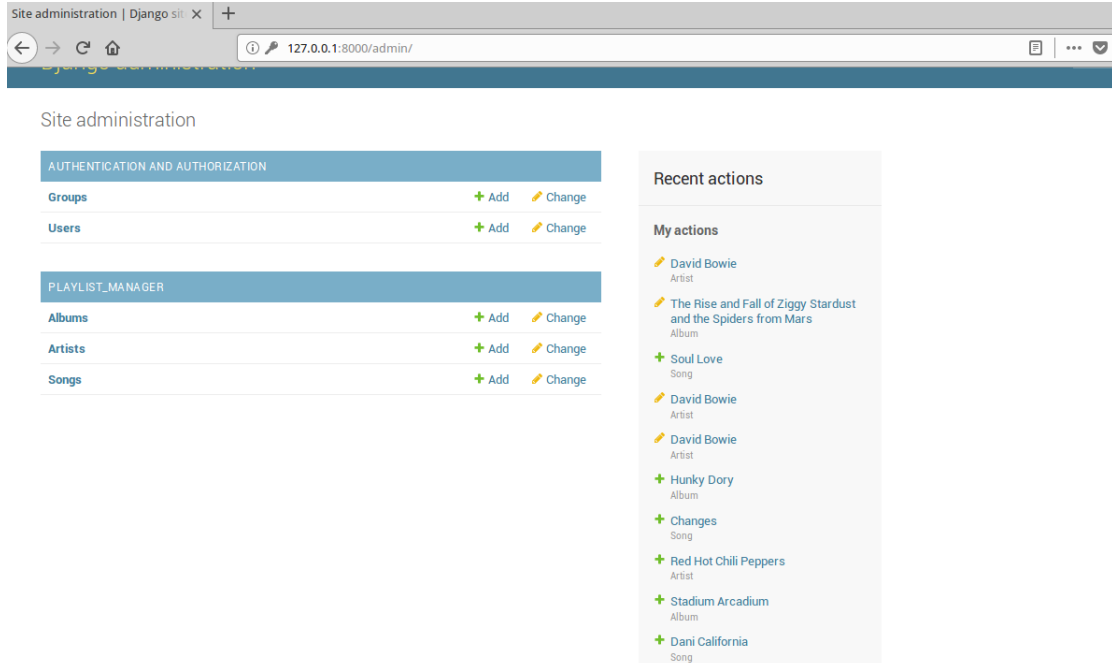 Site administration | Django sit
127.0.0.1:8000/admin/
Django administration
Site administration
AUTHENTICATION AND AUTHORIZATION
Groups Add Change
Users Add Change
PLAYLIST_MANAGER
Albums Add Change
Artists Add Change
Songs Add Change
Recent actions
My actions
David Bowie
Artist
The Rise and Fall of Ziggy Stardust
and the Spiders from Mars
Album
Soul Love
Song
David Bowie
Artist
David Bowie
Artist
Hunky Dory
Album
Changes
Song
Red Hot Chili Peppers
Artist
Stadium Arcadium
Album
Dani California
Song